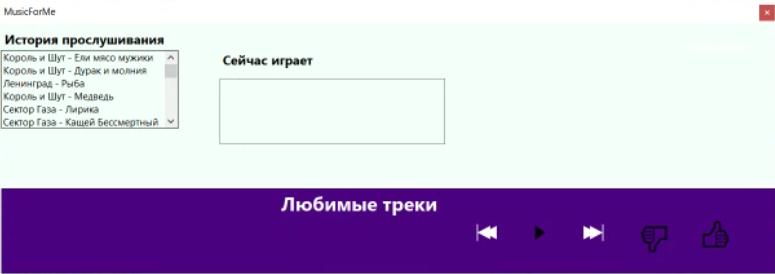 MusicForMe
История прослушивания
Король и Шут - Ели мясо мужики
Король и Шут - Дурак и молния
Ленинград - Рыба
Король и Шут - Медведь
Сектор Газа - Лирика
Сектор Газа - Кащей Бессмертный
Сейчас играет
Любимые треки